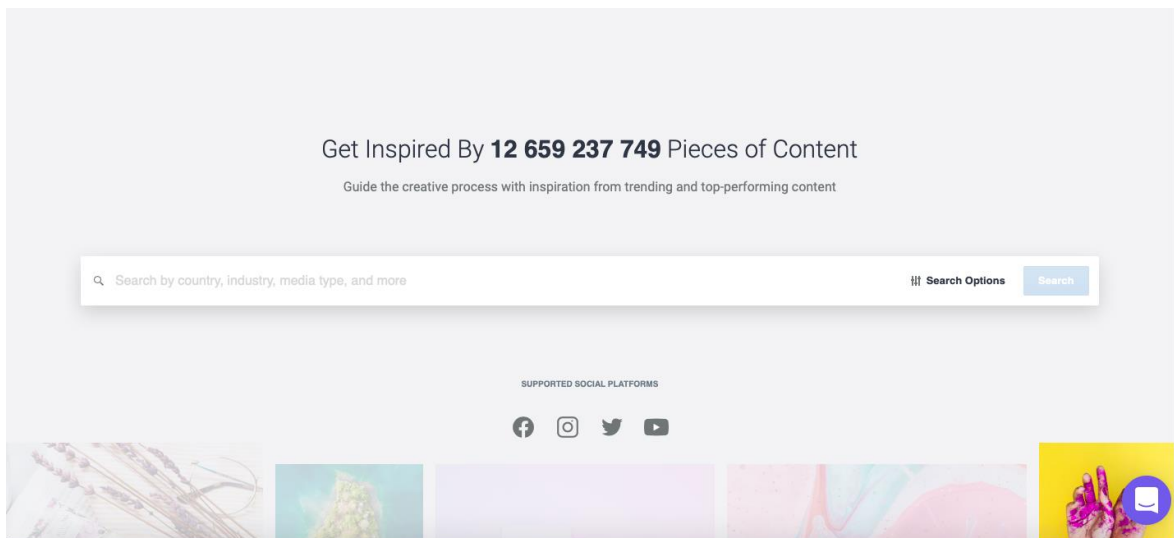 Get Inspired By 12 659 237 749 Pieces of Content
Guide the creative process with inspiration from trending and top-performing content
Search by country, industry, media type, and more
Search Options
Search
SUPPORTED SOCIAL PLATFORMS